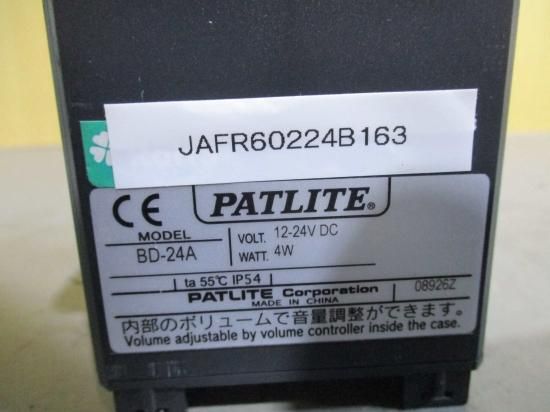 JAFR60224B163
CE PATLITE®
MODEL
BD-24A
VOLT. 12-24V DC
WATT. 4W
ta 55℃ IP54
PATLITE Corporation
08926Z
MADE IN CHINA
内部のボリュームで音量調整ができます。
Volume adjustable by volume controller inside the case.